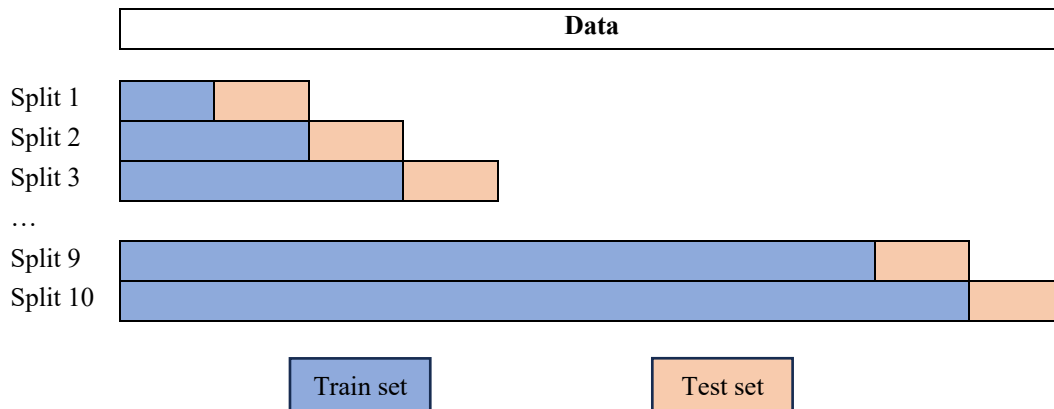 Data
Split 1
Split 2
Split 3
…
Split 9
Split 10
Train set
Test set